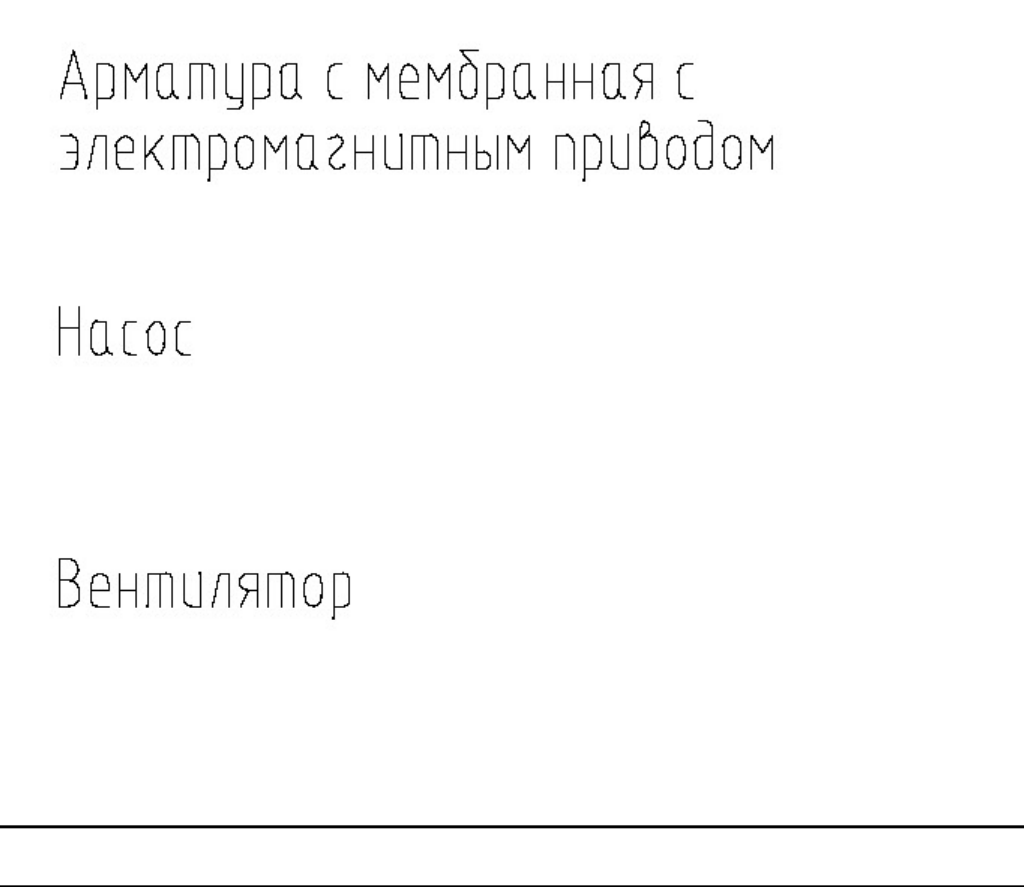 Арматура с мембранная с
электромагнитным приводом
Насос
Вентилятор